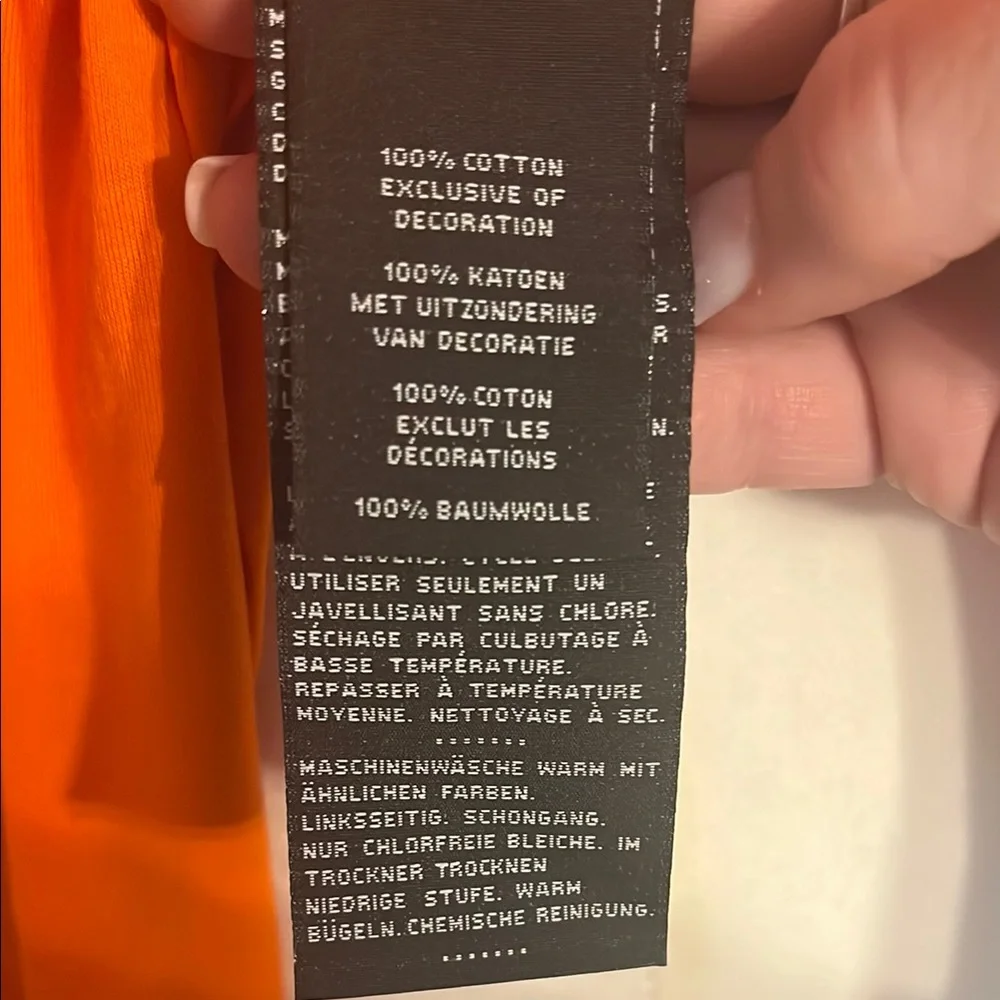 100% COTTON
EXCLUSIVE OF
DECORATION
100% KATOEN
MET UITZONDERING
VAN DECORATIE
100% COTON
EXCLUT LES
DÉCORATIONS
100% BAUMWOLLE
UTILISER SEULEMENT UN
JAVELLISANT SANS CHLORE.
SÉCHAGE PAR CULBUTAGE À
BASSE TEMPÉRATURE.
REPASSER À TEMPÉRATURE
MOYENNE. NETTOYAGE À SEC.
MASCHINENWÄSCHE WARM MIT
ÄHNLICHEN FARBEN.
LINKSSEITIG. SCHONGANG.
NUR CHLORFREIE BLEICHE. IM
TROCKNER TROCKNEN
NIEDRIGE STUFE. WARM
BÜGELN. CHEMISCHE REINIGUNG.